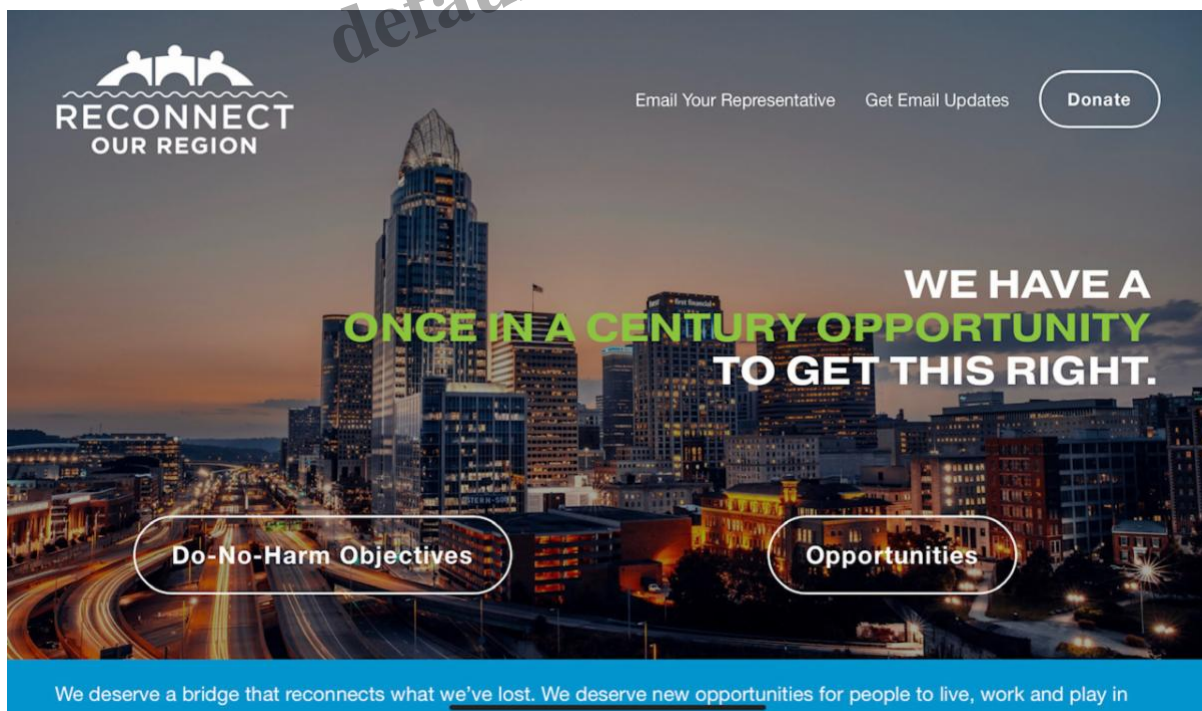 RECONNECT
OUR REGION
Email Your Representative
Get Email Updates
Donate
WE HAVE A
ONCE IN A CENTURY OPPORTUNITY
TO GET THIS RIGHT.
First Financial
Do-No-Harm Objectives
Opportunities
We deserve a bridge that reconnects what we've lost. We deserve new opportunities for people to live, work and play in